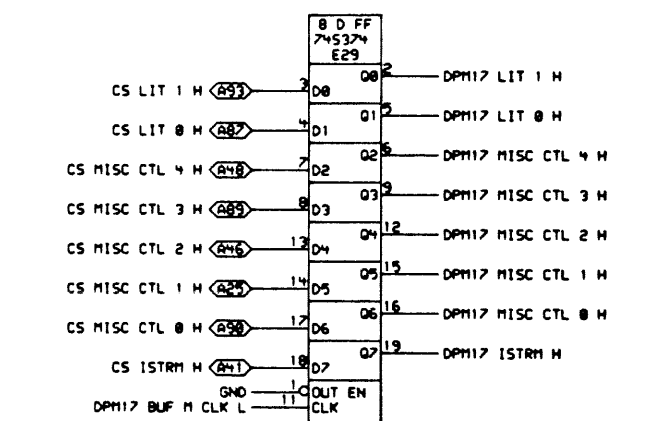 8 D FF
74S374
E29
CS LIT 1 H A93 3 D0 Q0 2 DPM17 LIT 1 H
CS LIT 0 H A87 4 D1 Q1 5 DPM17 LIT 0 H
CS MISC CTL 4 H A48 7 D2 Q2 6 DPM17 MISC CTL 4 H
CS MISC CTL 3 H A89 8 D3 Q3 9 DPM17 MISC CTL 3 H
CS MISC CTL 2 H A46 13 D4 Q4 12 DPM17 MISC CTL 2 H
CS MISC CTL 1 H A25 14 D5 Q5 15 DPM17 MISC CTL 1 H
CS MISC CTL 0 H A90 17 D6 Q6 16 DPM17 MISC CTL 0 H
CS ISTRM H A41 18 D7 Q7 19 DPM17 ISTRM H
GND 1 OUT EN
DPM17 BUF M CLK L 11 CLK